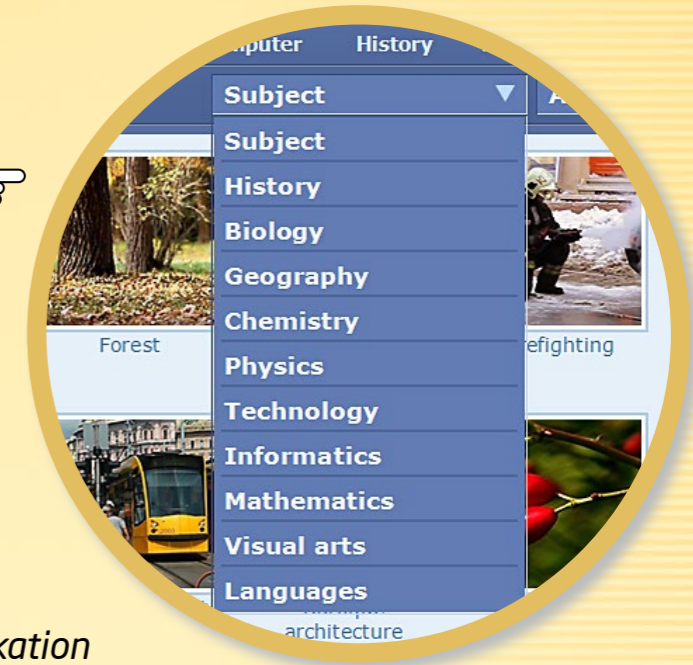 History
Subject
Subject
History
Biology
Geography
Chemistry
Physics
Technology
Informatics
Mathematics
Visual arts
Languages
Forest
architecture